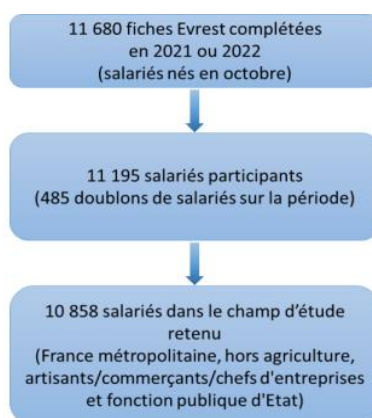 11 680 fiches Evrest complétées
en 2021 ou 2022
(salariés nés en octobre)
11 195 salariés participants
(485 doublons de salariés sur la période)
10 858 salariés dans le champ d'étude
retenu
(France métropolitaine, hors agriculture,
artisants/commerçants/chefs d'entreprises
et fonction publique d'Etat)